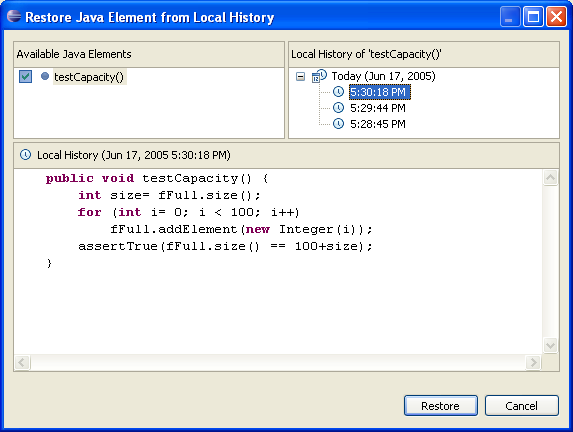 Restore Java Element from Local History
Available Java Elements
testCapacity()
Local History of 'testCapacity()'
Today (Jun 17, 2005)
5:30:18 PM
5:29:44 PM
5:28:45 PM
Local History (Jun 17, 2005 5:30:18 PM)
public void testCapacity() {
int size= fFull.size();
for (int i= 0; i < 100; i++)
fFull.addElement(new Integer(i));
assertTrue(fFull.size() == 100+size);
}
Restore
Cancel